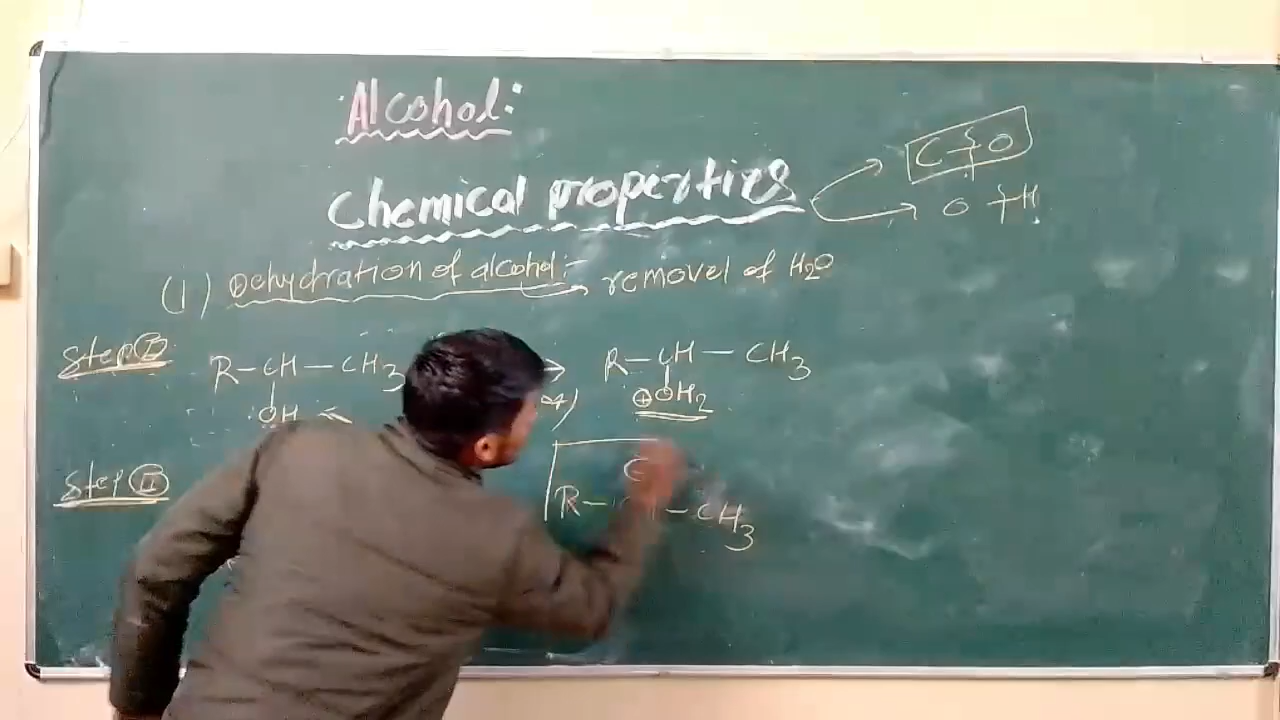 Alcohol:
Chemical properties
C O
O H
(1) Dehydration of alcohol:- removel of H2O
Step I R-CH-CH3 R-CH-CH3
OH ⊕OH2
Step II
R- -CH3